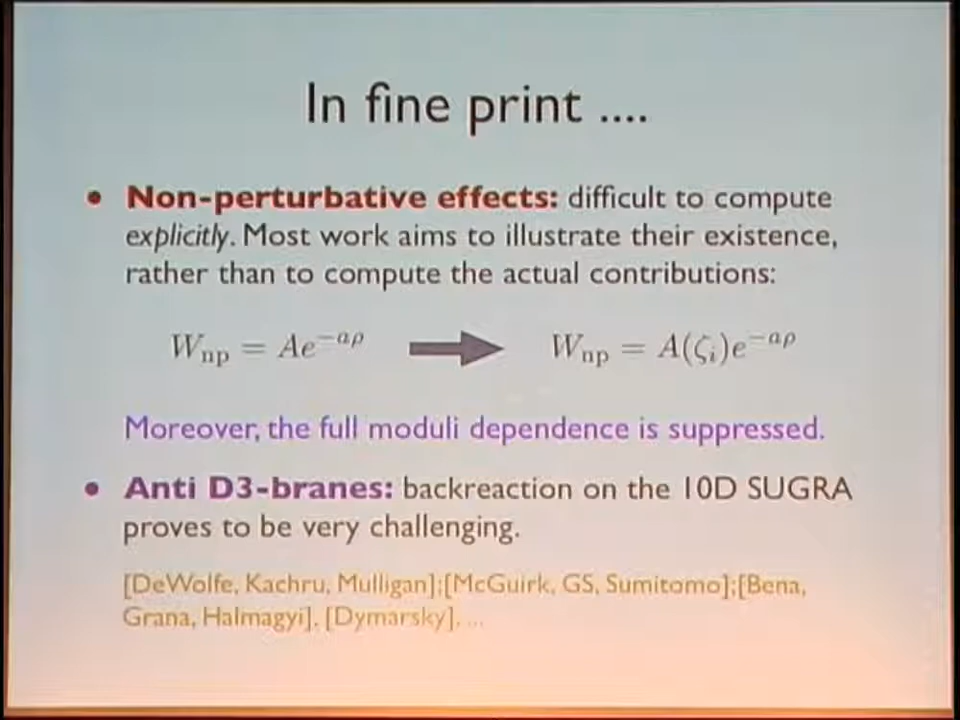 In fine print ....
• Non-perturbative effects: difficult to compute
explicitly. Most work aims to illustrate their existence,
rather than to compute the actual contributions:
W_np = Ae^{-aρ} → W_np = A(ζ_i)e^{-aρ}
Moreover, the full moduli dependence is suppressed.
• Anti D3-branes: backreaction on the 10D SUGRA
proves to be very challenging.
[DeWolfe, Kachru, Mulligan];[McGuirk, GS, Sumitomo];[Bena,
Grana, Halmagyi], [Dymarsky], ...